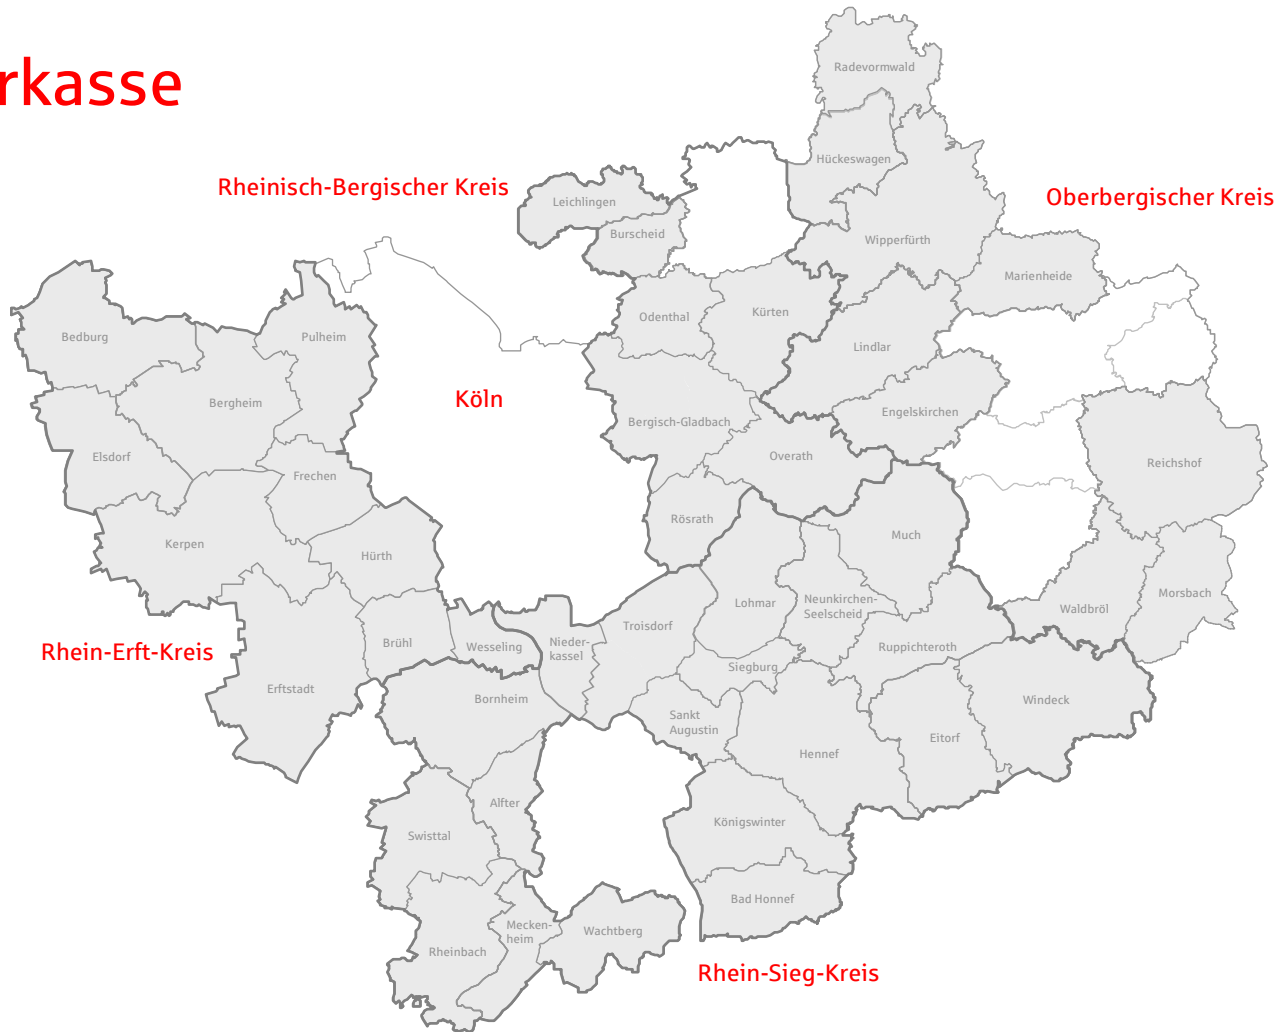 rkasse
Radevormwald
Hückeswagen
Rheinisch-Bergischer Kreis
Oberbergischer Kreis
Leichlingen
Burscheid
Wipperfürth
Marienheide
Bedburg
Pulheim
Odenthal
Kürten
Lindlar
Köln
Bergheim
Engelskirchen
Bergisch-Gladbach
Elsdorf
Overath
Reichshof
Frechen
Rösrath
Kerpen
Hürth
Much
Lohmar
Neunkirchen-
Seelscheid
Waldbröl
Morsbach
Rhein-Erft-Kreis
Brühl
Wesseling
Nieder-
kassel
Troisdorf
Ruppichteroth
Siegburg
Erftstadt
Bornheim
Sankt
Augustin
Windeck
Hennef
Eitorf
Alfter
Swisttal
Königswinter
Bad Honnef
Mecken-
heim
Wachtberg
Rheinbach
Rhein-Sieg-Kreis